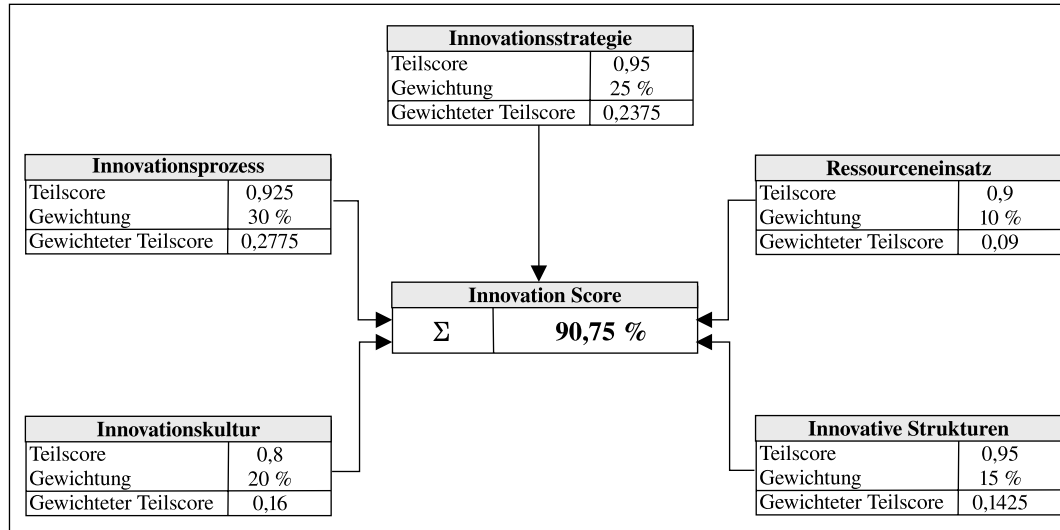 Innovationsstrategie
Teilscore 0,95
Gewichtung 25 %
Gewichteter Teilscore 0,2375
Innovationsprozess
Teilscore 0,925
Gewichtung 30 %
Gewichteter Teilscore 0,2775
Ressourceneinsatz
Teilscore 0,9
Gewichtung 10 %
Gewichteter Teilscore 0,09
Innovation Score
Σ 90,75 %
Innovationskultur
Teilscore 0,8
Gewichtung 20 %
Gewichteter Teilscore 0,16
Innovative Strukturen
Teilscore 0,95
Gewichtung 15 %
Gewichteter Teilscore 0,1425